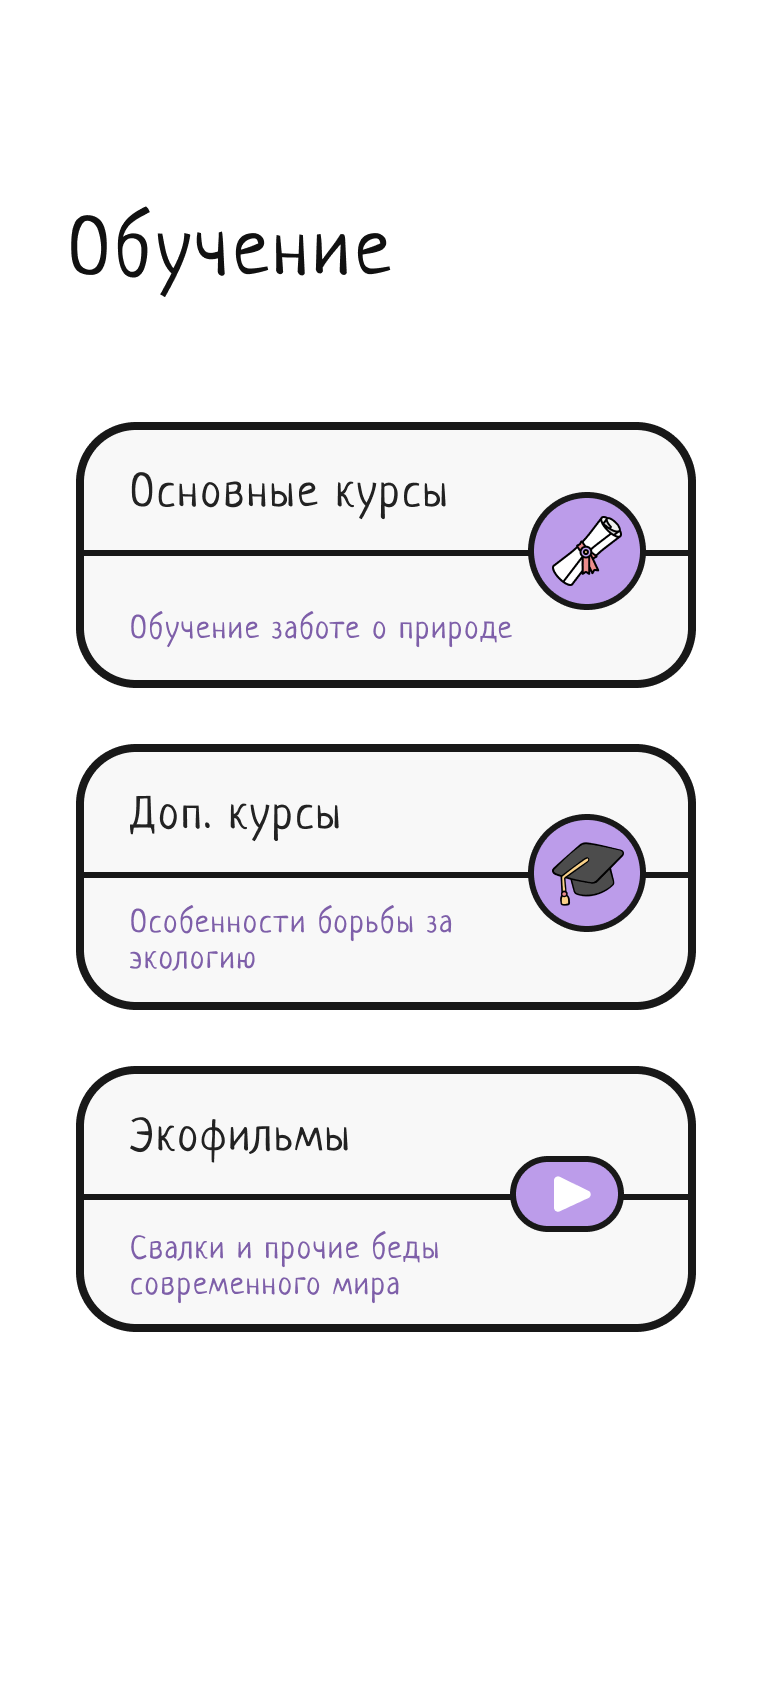 Обучение
Основные курсы
Обучение заботе о природе
Доп. курсы
Особенности борьбы за
экологию
Экофильмы
Свалки и прочие беды
современного мира